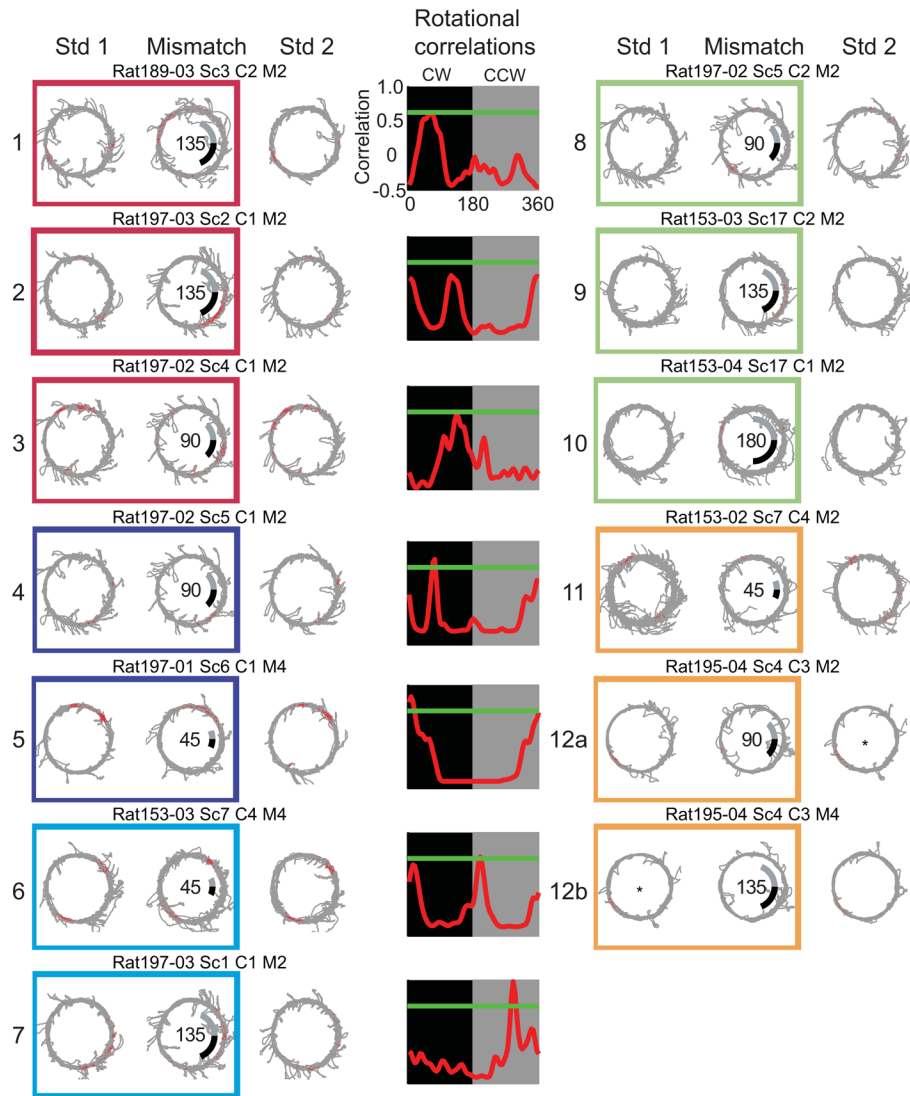 Rotational
correlations
Std 1 Mismatch Std 2
CW CCW
Std 1 Mismatch Std 2
Rat189-03 Sc3 C2 M2
1
135
Correlation
1.0
0.5
0
-0.5
0 180 360
Rat197-02 Sc5 C2 M2
8
90
Rat197-03 Sc2 C1 M2
2
135
Rat153-03 Sc17 C2 M2
9
135
Rat197-02 Sc4 C1 M2
3
90
Rat153-04 Sc17 C1 M2
10
180
Rat197-02 Sc5 C1 M2
4
90
Rat153-02 Sc7 C4 M2
11
45
Rat197-01 Sc6 C1 M4
5
45
Rat195-04 Sc4 C3 M2
12a
90
*
Rat153-03 Sc7 C4 M4
6
45
Rat195-04 Sc4 C3 M4
12b
*
135
Rat197-03 Sc1 C1 M2
7
135